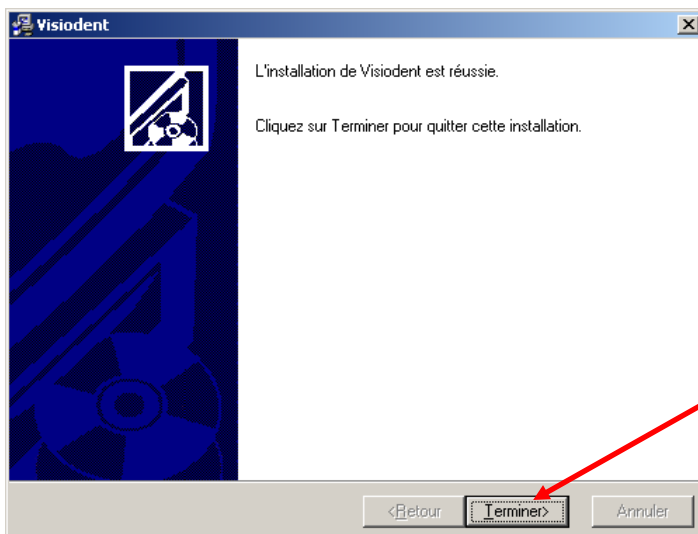 Visiodent
L'installation de Visiodent est réussie.
Cliquez sur Terminer pour quitter cette installation.
<Retour
Terminer>
Annuler